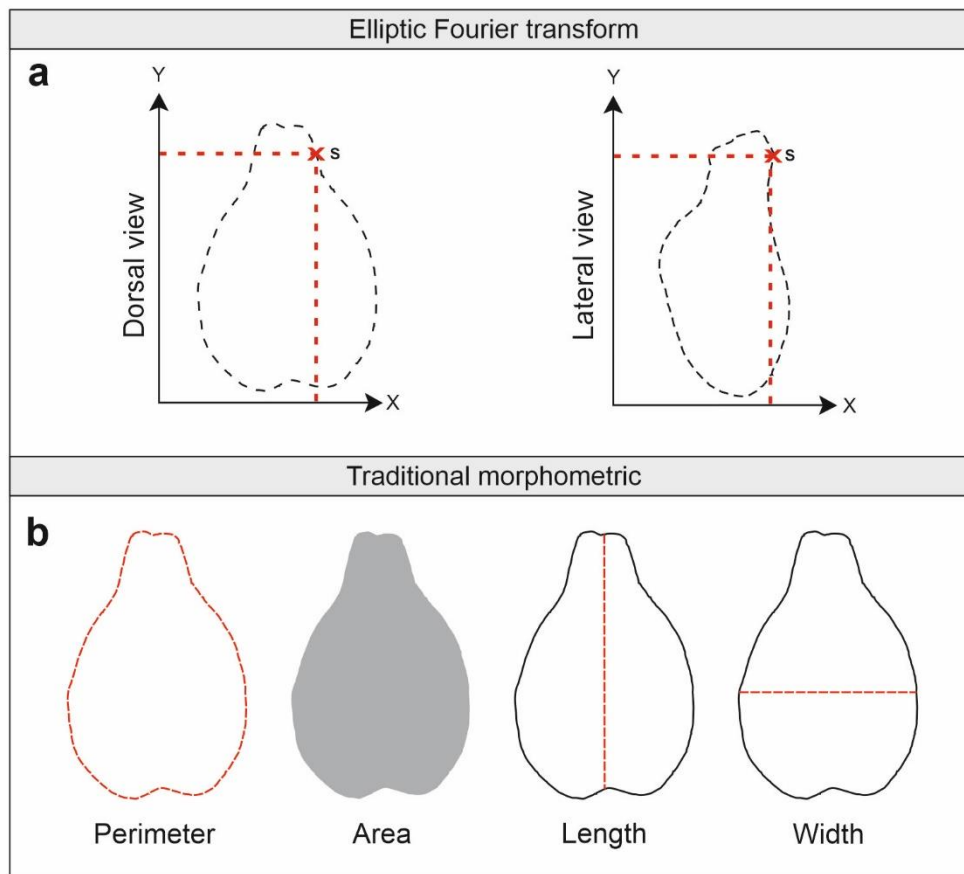 Elliptic Fourier transform
a
Y
Dorsal view
s
X
Y
Lateral view
s
X
Traditional morphometric
b
Perimeter
Area
Length
Width